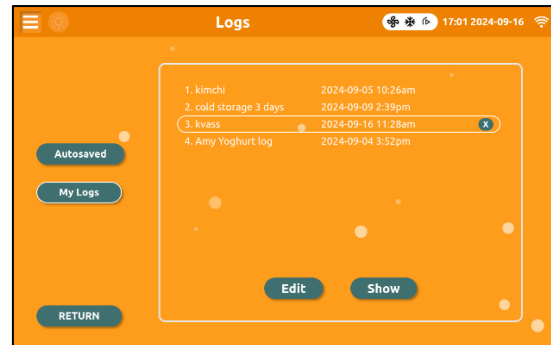 Logs
17:01 2024-09-16
1. kimchi 2024-09-05 10:26am
2. cold storage 3 days 2024-09-09 2:39pm
3. kvass 2024-09-16 11:28am X
4. Amy Yoghurt log 2024-09-04 3:52pm
Autosaved
My Logs
Edit Show
RETURN